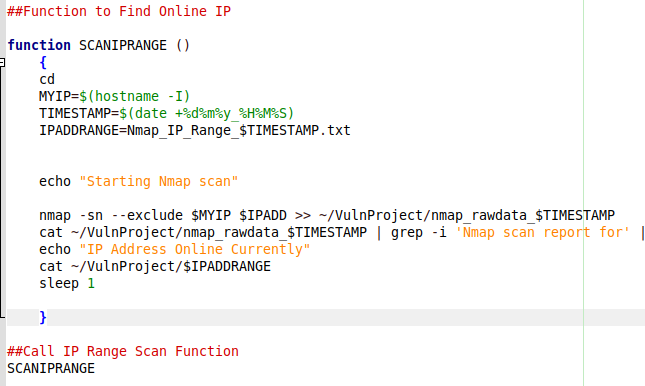 ##Function to Find Online IP
function SCANIPRANGE ()
{
cd
MYIP=$(hostname -I)
TIMESTAMP=$(date +%d%m%y_%H%M%S)
IPADDRANGE=Nmap_IP_Range_$TIMESTAMP.txt
echo "Starting Nmap scan"
nmap -sn --exclude $MYIP $IPADD >> ~/VulnProject/nmap_rawdata_$TIMESTAMP
cat ~/VulnProject/nmap_rawdata_$TIMESTAMP | grep -i 'Nmap scan report for' |
echo "IP Address Online Currently"
cat ~/VulnProject/$IPADDRANGE
sleep 1
}
##Call IP Range Scan Function
SCANIPRANGE